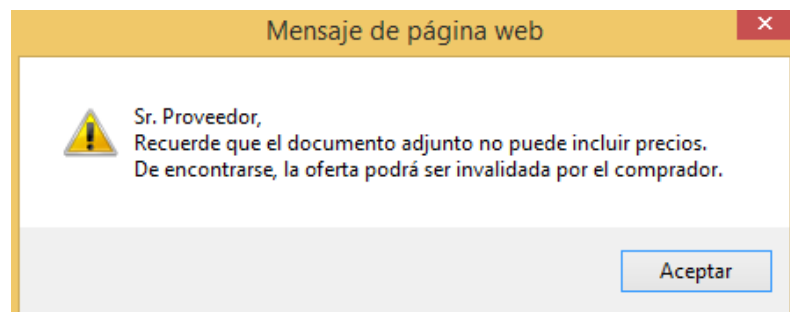 Mensaje de página web
Sr. Proveedor,
Recuerde que el documento adjunto no puede incluir precios.
De encontrarse, la oferta podrá ser invalidada por el comprador.
Aceptar